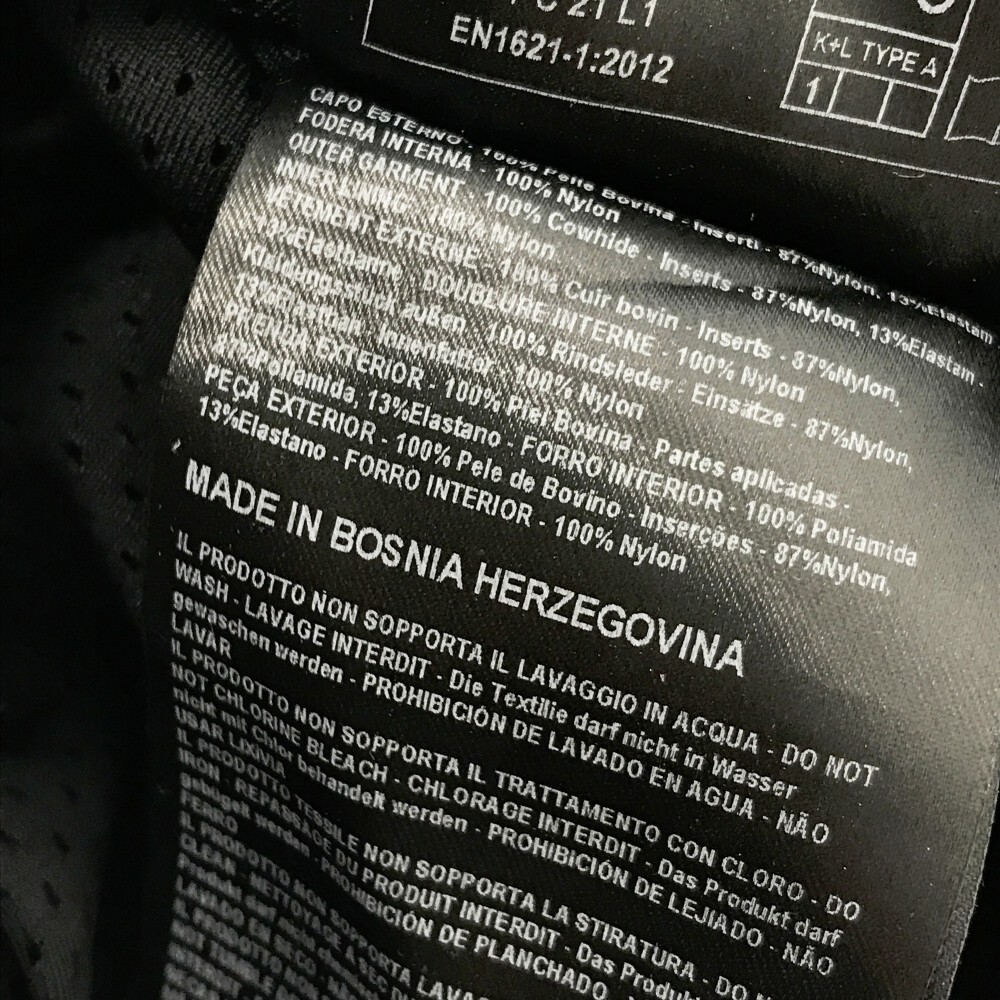 C 21 L1
EN1621-1:2012
K+L TYPE A
1
CAPO ESTERNO - 100% Pelle Bovina - Inserti - 87%Nylon, 13%Elastam
FODERA INTERNA - 100% Nylon
OUTER GARMENT - 100% Cowhide - Inserts - 87%Nylon, 13%Elastam -
INNER LINING: 100% Nylon
VETEMENT EXTERNE - 100% Cuir bovin - Inserts - 87%Nylon,
13%Elasthanne, DOUBLURE INTERNE - 100% Nylon
Kleidungsstück außen 100% Rindsleder - Einsätze - 87%Nylon,
13%Elasthan, Innenfutter - 100% Nylon
PRENDA EXTERIOR - 100% Piel Bovina Partes aplicadas -
Poliamida, 13%Elastano - FORRO INTERIOR - 100% Poliamida
PEÇA EXTERIOR - 100% Pele de Bovino - Inserções - 87%Nylon,
13%Elastano - FORRO INTERIOR - 100% Nylon
MADE IN BOSNIA HERZEGOVINA
IL PRODOTTO NON SOPPORTA IL LAVAGGIO IN ACQUA - DO NOT
WASH - LAVAGE INTERDIT - Die Textilie darf nicht in Wasser
gewaschen werden - PROHIBICIÓN DE LAVADO EN AGUA - NÃO
LAVAR
IL PRODOTTO NON SOPPORTA IL TRATTAMENTO CON CLORO - DO
NOT CHLORINE BLEACH - CHLORAGE INTERDIT - Das Produkt darf
nicht mit Chlor behandelt werden - PROHIBICIÓN DE LEJIADO - NÃO
USAR LIXIVIA
IL PRODOTTO TESSILE NON SOPPORTA LA STIRATURA - DO
IRON - REPASSAGE DU PRODUIT INTERDIT - Das Produkt
gebügelt werden - PROHIBICIÓN DE PLANCHADO
FERRO
IL PRODOTTO NON SOPPORTA LAVA
CLEAN - NETTOYAGE A SEC
Produkt darf nicht
LAVADO EN SECO
IL PRODOTTO NON
NOT TUMBLE